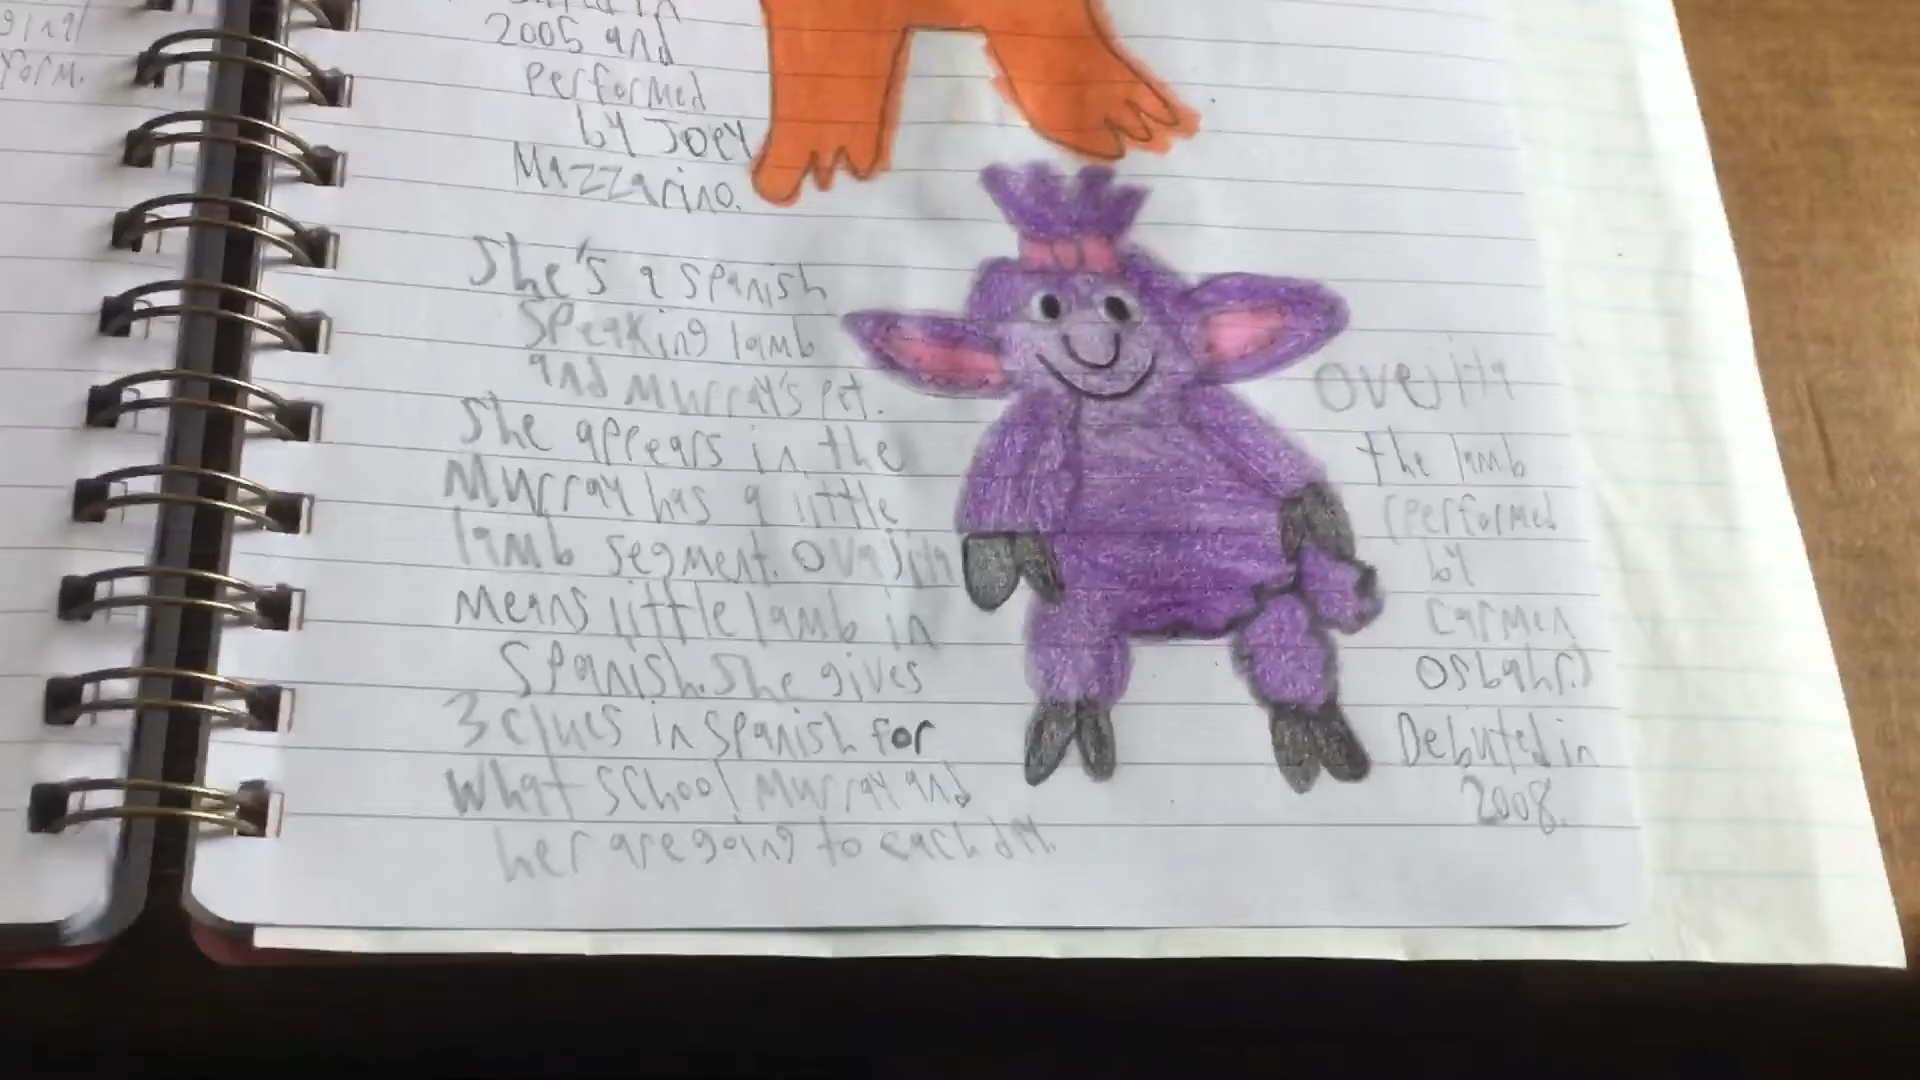 2005 and
performed
by Joey
Mazzarino.
She's a spanish
speaking lamb
and Murray's pet.
She appears in the
Murray has a little
lamb segment. Ovajita
means little lamb in
Spanish. She gives
3 clues in spanish for
what school Murray and
her are going to each day.
Ovejita
the lamb
(performed
by
Carmen
Osbahr.)
Debuted in
2008.